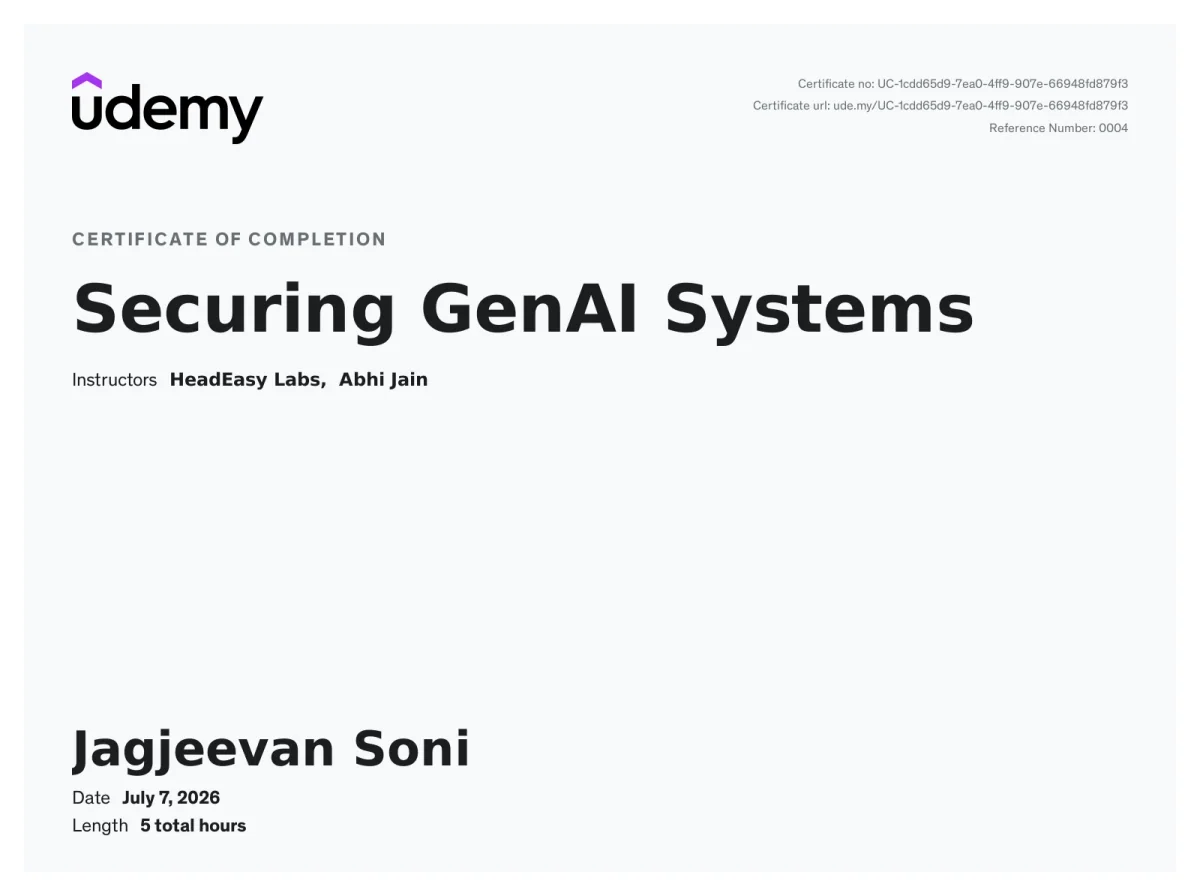 udemy
Certificate no: UC-1cdd65d9-7ea0-4ff9-907e-66948fd879f3
Certificate url: ude.my/UC-1cdd65d9-7ea0-4ff9-907e-66948fd879f3
Reference Number: 0004
CERTIFICATE OF COMPLETION
Securing GenAI Systems
Instructors HeadEasy Labs, Abhi Jain
Jagjeevan Soni
Date July 7, 2026
Length 5 total hours